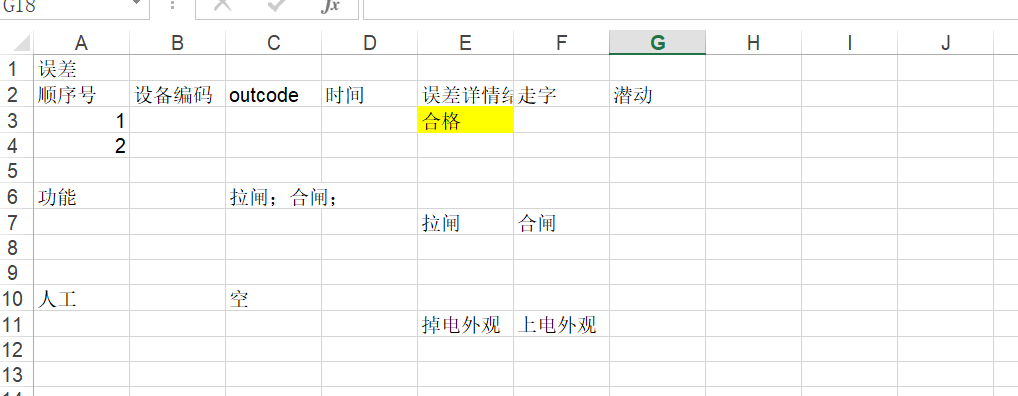 G18 fx
A B C D E F G H I J
1 误差
2 顺序号 设备编码 outcode 时间 误差详情 走字 潜动
3 1 合格
4 2
5
6 功能 拉闸；合闸；
7 拉闸 合闸
8
9
10 人工 空
11 掉电外观 上电外观
12
13